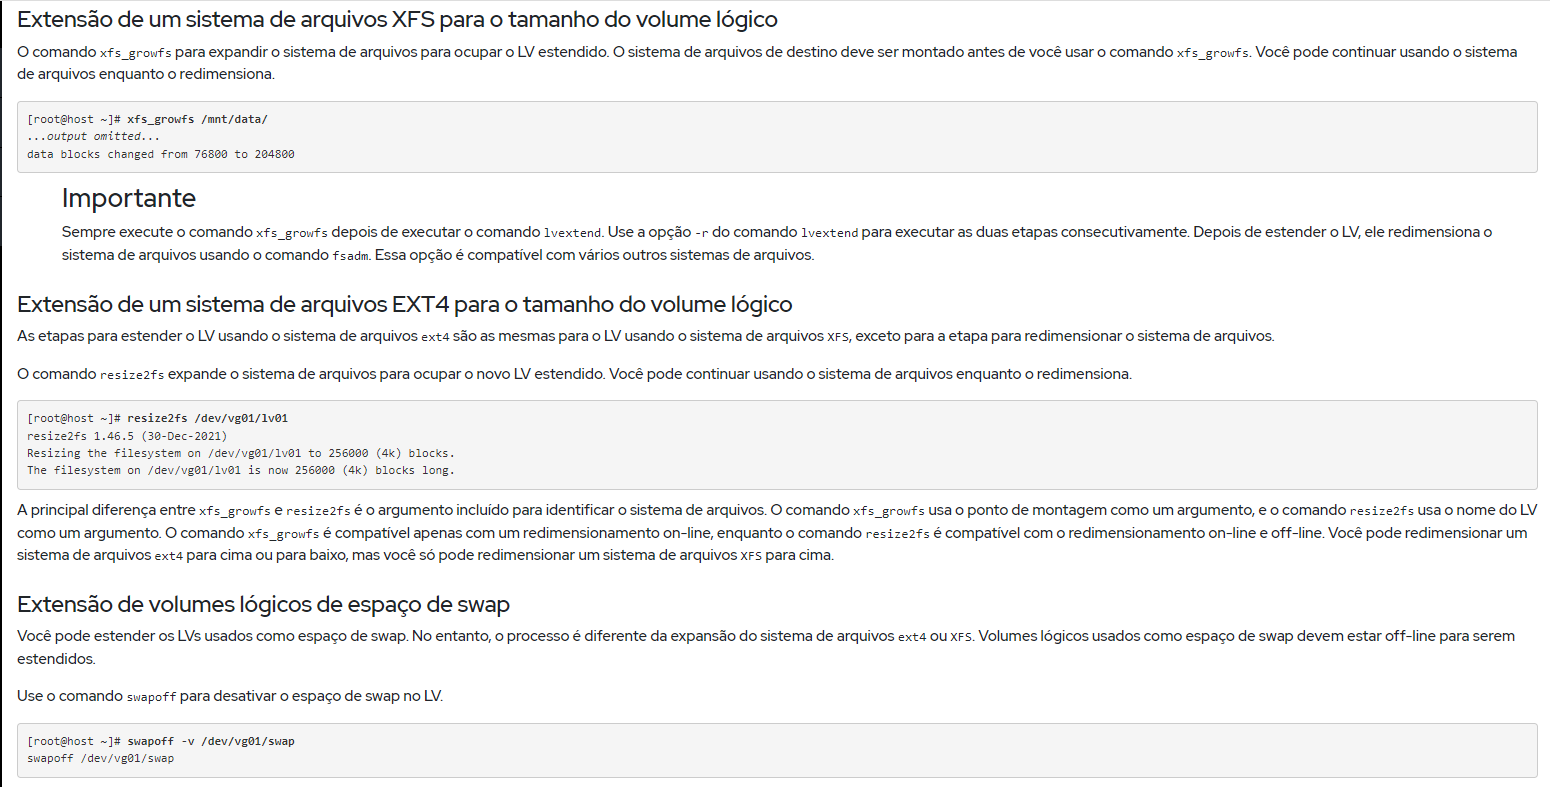 Extensão de um sistema de arquivos XFS para o tamanho do volume lógico
O comando xfs_growfs para expandir o sistema de arquivos para ocupar o LV estendido. O sistema de arquivos de destino deve ser montado antes de você usar o comando xfs_growfs. Você pode continuar usando o sistema
de arquivos enquanto o redimensiona.
[root@host ~]# xfs_growfs /mnt/data/
...output omitted...
data blocks changed from 76800 to 204800
Importante
Sempre execute o comando xfs_growfs depois de executar o comando lvextend. Use a opção -r do comando lvextend para executar as duas etapas consecutivamente. Depois de estender o LV, ele redimensiona o
sistema de arquivos usando o comando fsadm. Essa opção é compatível com vários outros sistemas de arquivos.
Extensão de um sistema de arquivos EXT4 para o tamanho do volume lógico
As etapas para estender o LV usando o sistema de arquivos ext4 são as mesmas para o LV usando o sistema de arquivos XFS, exceto para a etapa para redimensionar o sistema de arquivos.
O comando resize2fs expande o sistema de arquivos para ocupar o novo LV estendido. Você pode continuar usando o sistema de arquivos enquanto o redimensiona.
[root@host ~]# resize2fs /dev/vg01/lv01
resize2fs 1.46.5 (30-Dec-2021)
Resizing the filesystem on /dev/vg01/lv01 to 256000 (4k) blocks.
The filesystem on /dev/vg01/lv01 is now 256000 (4k) blocks long.
A principal diferença entre xfs_growfs e resize2fs é o argumento incluído para identificar o sistema de arquivos. O comando xfs_growfs usa o ponto de montagem como um argumento, e o comando resize2fs usa o nome do LV
como um argumento. O comando xfs_growfs é compatível apenas com um redimensionamento on-line, enquanto o comando resize2fs é compatível com o redimensionamento on-line e off-line. Você pode redimensionar um
sistema de arquivos ext4 para cima ou para baixo, mas você só pode redimensionar um sistema de arquivos XFS para cima.
Extensão de volumes lógicos de espaço de swap
Você pode estender os LVs usados como espaço de swap. No entanto, o processo é diferente da expansão do sistema de arquivos ext4 ou XFS. Volumes lógicos usados como espaço de swap devem estar off-line para serem
estendidos.
Use o comando swapoff para desativar o espaço de swap no LV.
[root@host ~]# swapoff -v /dev/vg01/swap
swapoff /dev/vg01/swap